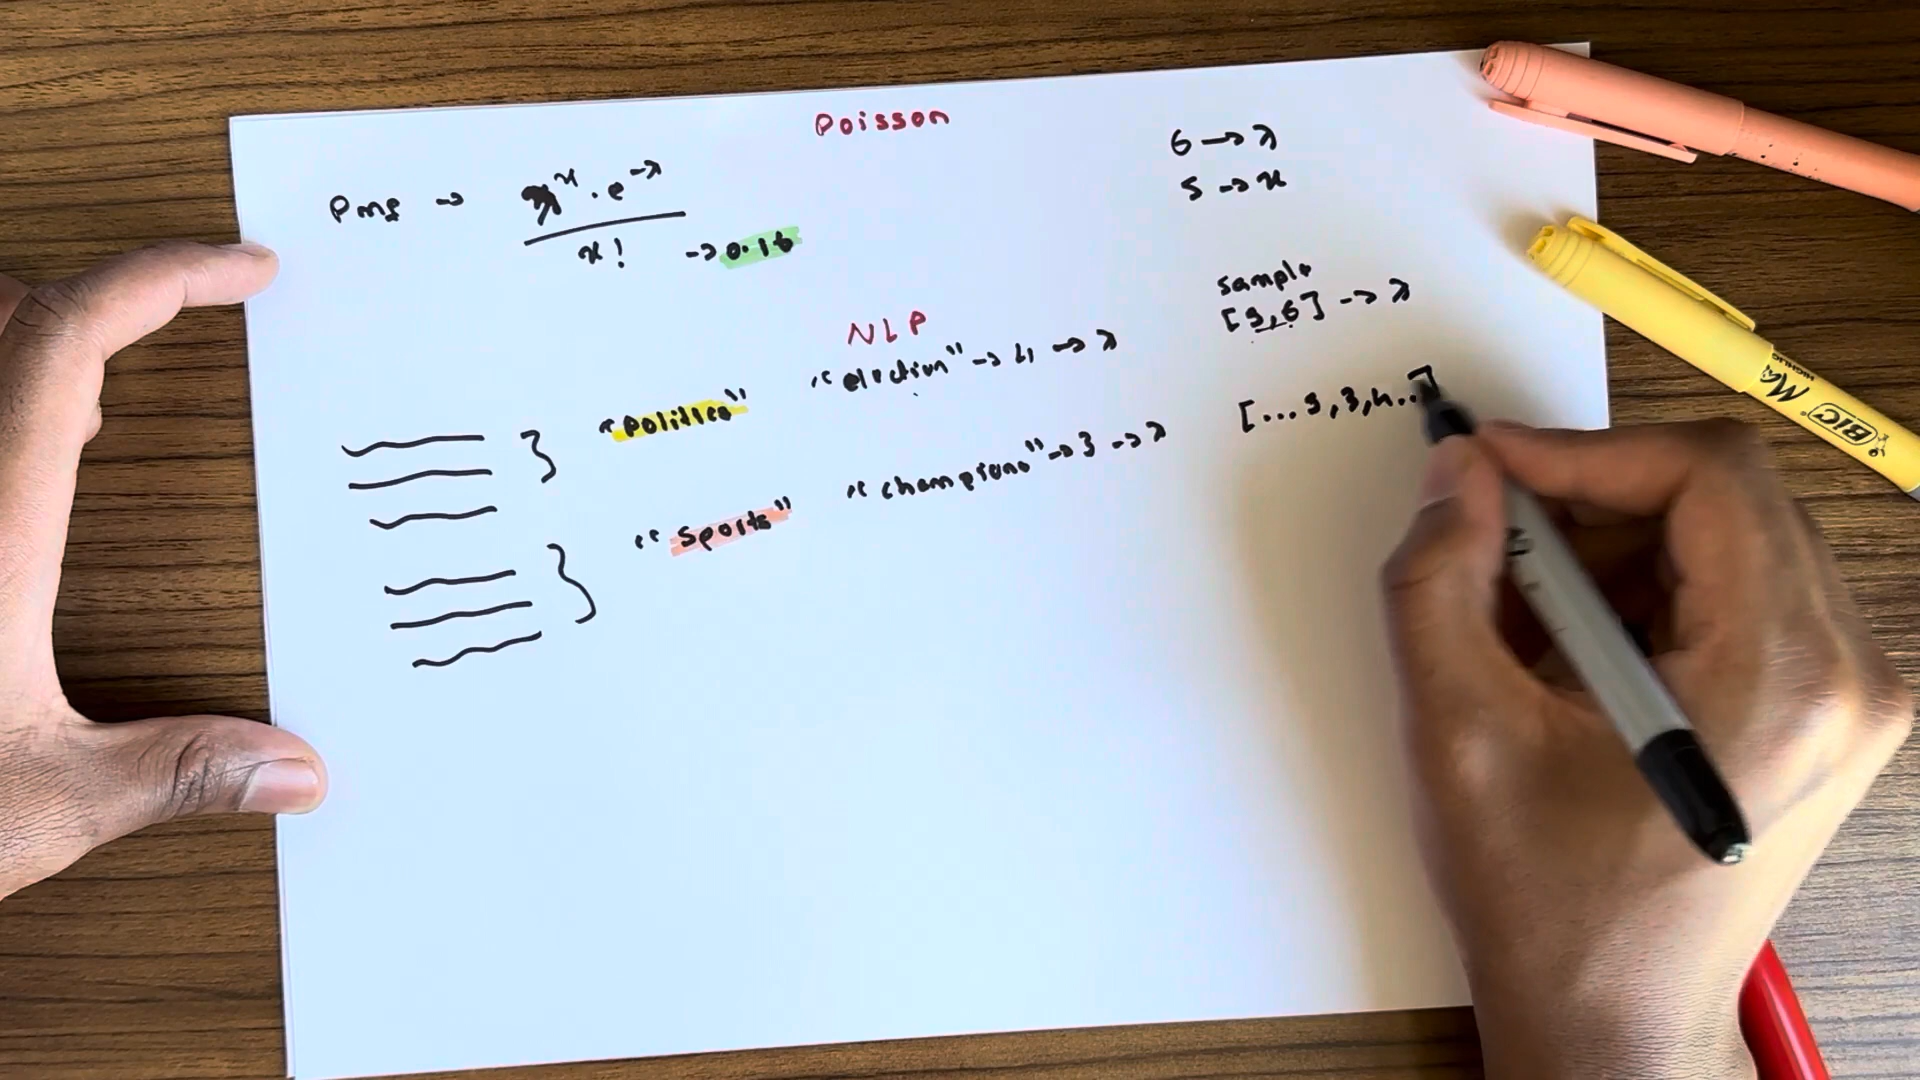 Poisson
Pmf → λ^x · e^-λ
x! → 0.16
6 → λ
5 → x
sample
[5,6] → λ
NLP
"politics" "election" → 4 → λ
[...5,3,4..]
"sports" "champions" → 3 → λ
BIC